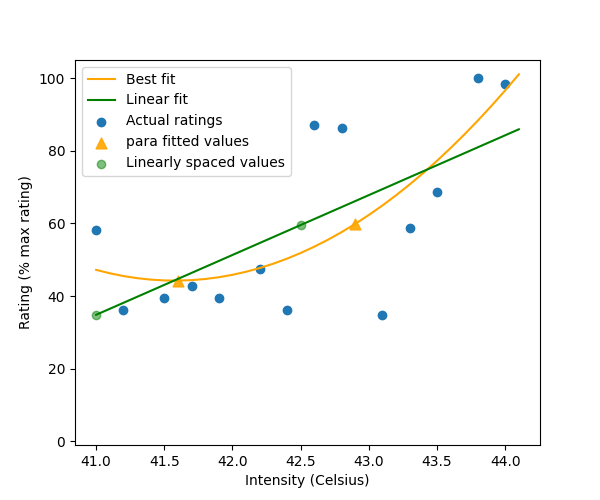 Best fit
Linear fit
Actual ratings
para fitted values
Linearly spaced values
100
80
60
40
20
0
Rating (% max rating)
41.0 41.5 42.0 42.5 43.0 43.5 44.0
Intensity (Celsius)